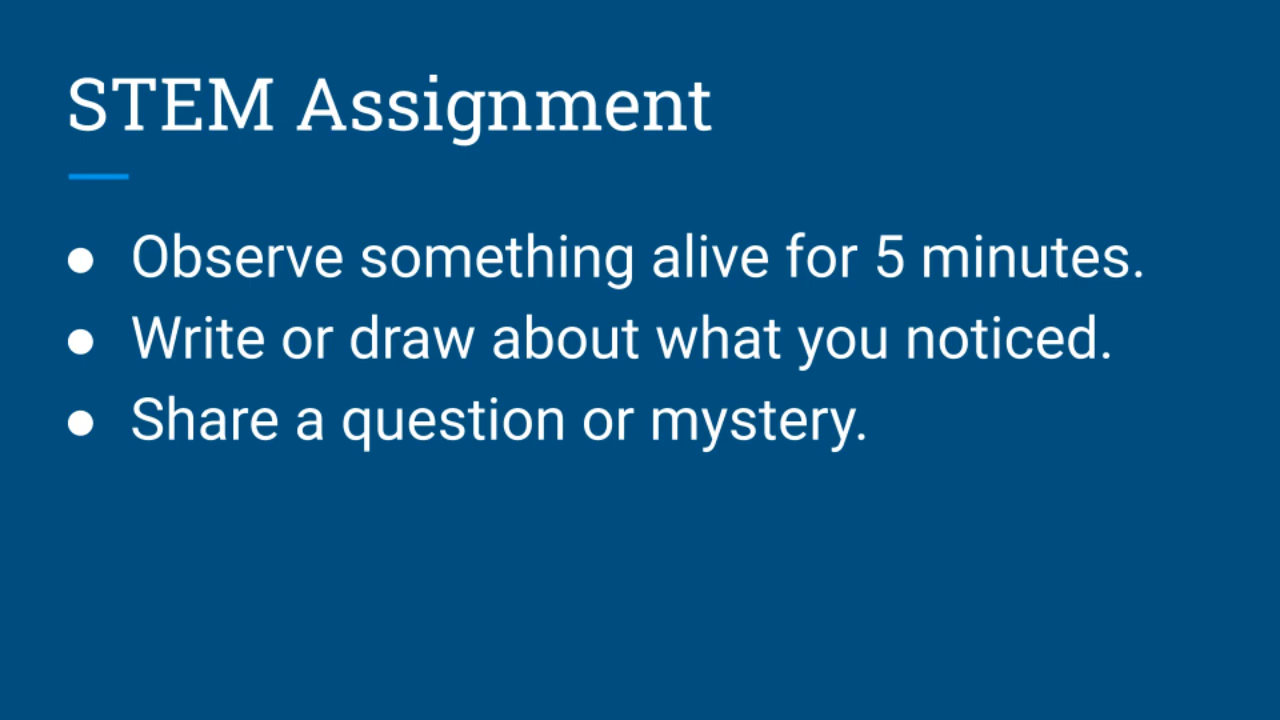 STEM Assignment
● Observe something alive for 5 minutes.
● Write or draw about what you noticed.
● Share a question or mystery.